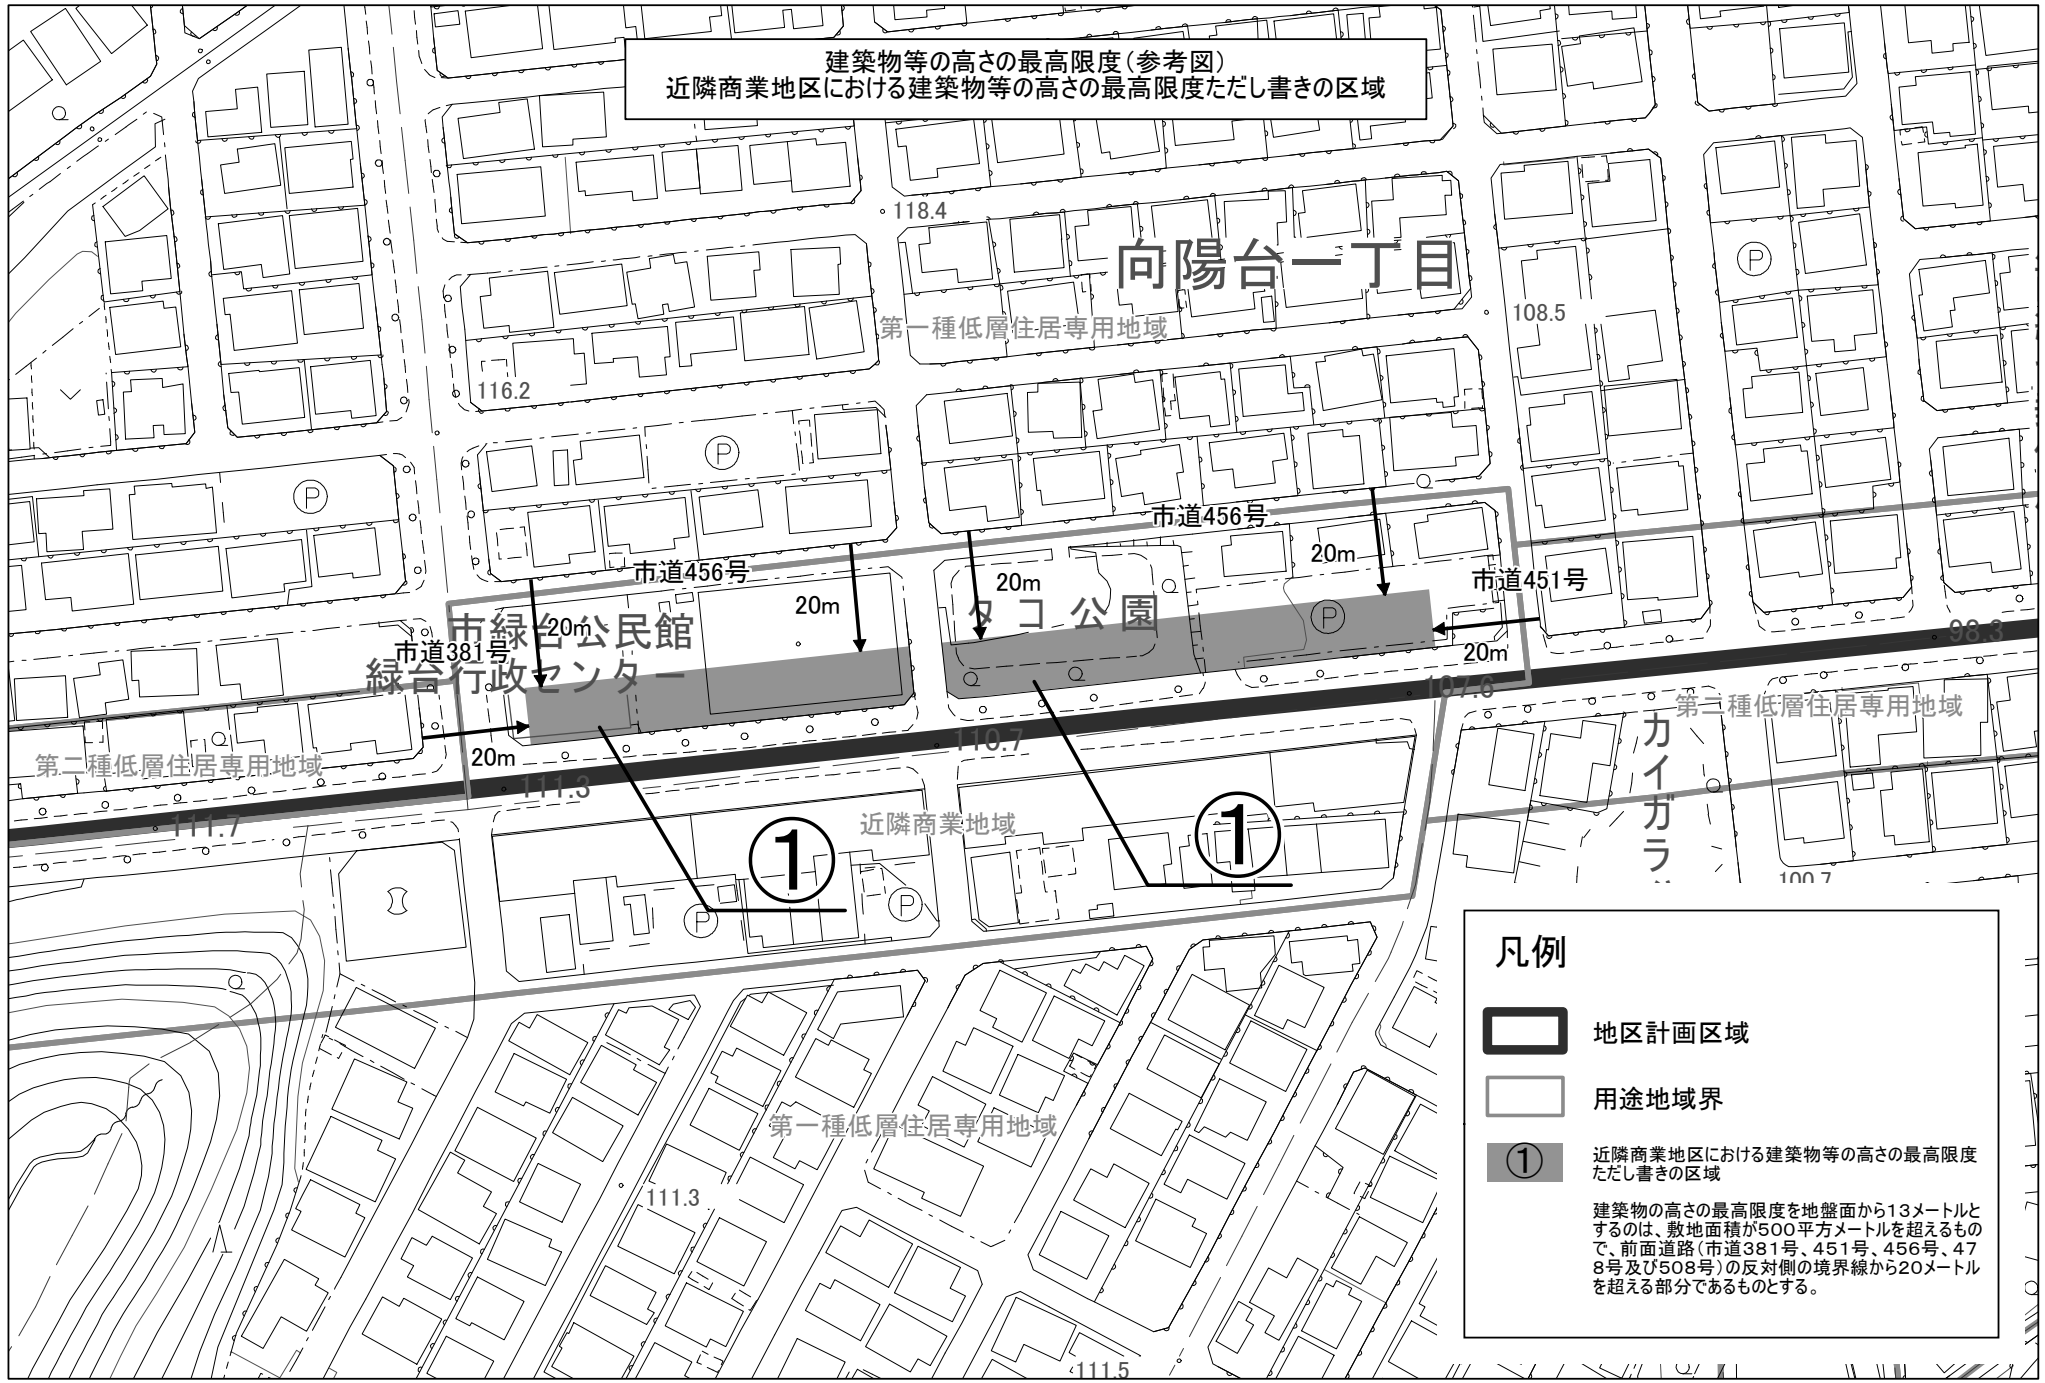 建築物等の高さの最高限度（参考図）
近隣商業地区における建築物等の高さの最高限度ただし書きの区域
118.4
向陽台一丁目
108.5
第一種低層住居専用地域
116.2
P
P
P
市道456号
市道456号
20m
20m
20m
20m
市道451号
タコ公園
P
市緑台公民館
市道381号
緑台行政センター
20m
20m
98.3
107.6
第二種低層住居専用地域
カイガラ
110.7
第二種低層住居専用地域
111.3
111.7
近隣商業地域
①
①
100.7
P
P
第一種低層住居専用地域
111.3
111.5
凡例
地区計画区域
用途地域界
①
近隣商業地区における建築物等の高さの最高限度
ただし書きの区域
建築物の高さの最高限度を地盤面から13メートルと
するのは、敷地面積が500平方メートルを超えるもの
で、前面道路（市道381号、451号、456号、47
8号及び508号）の反対側の境界線から20メートル
を超える部分であるものとする。